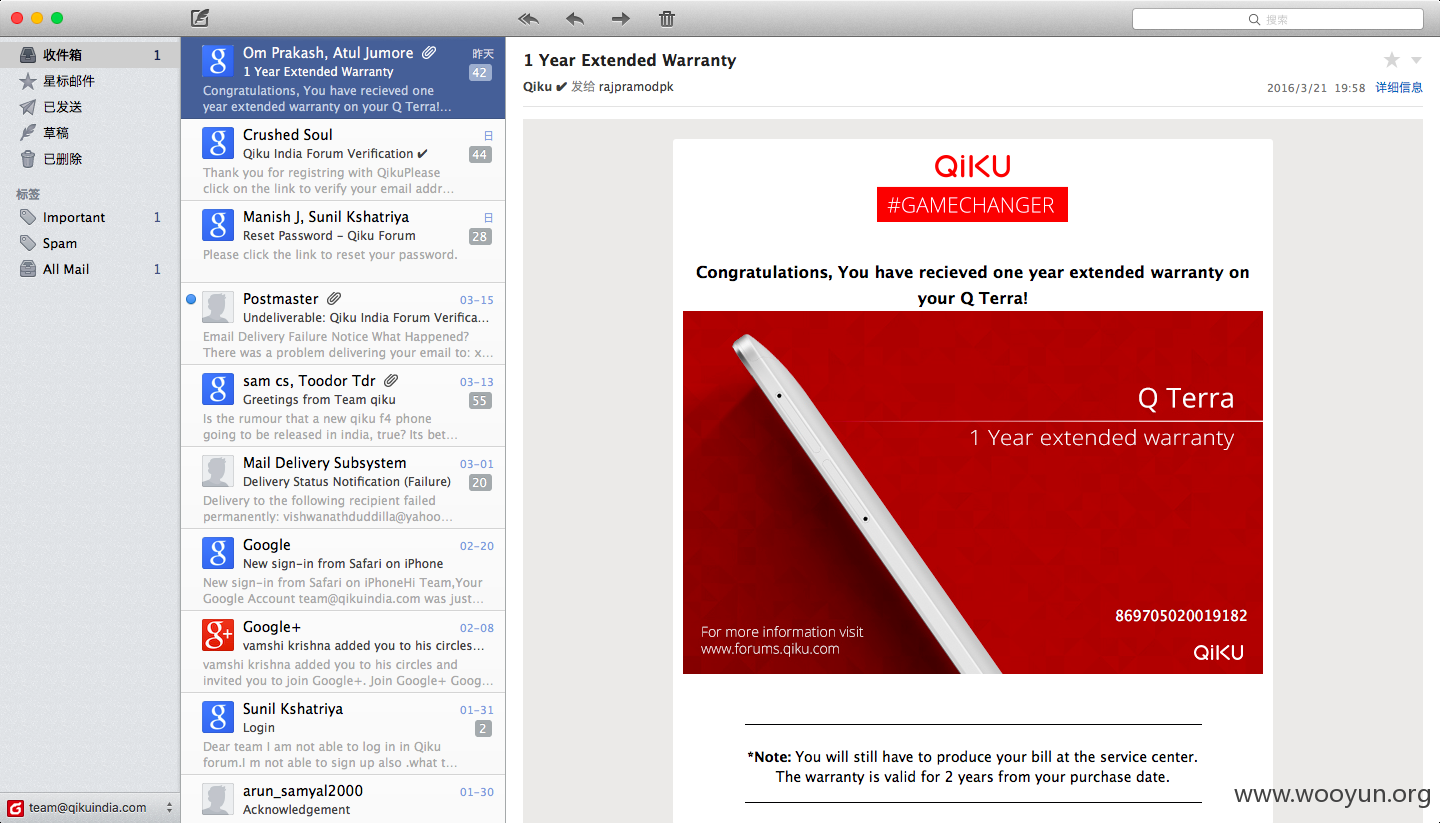 搜索
收件箱 1
星标邮件
已发送
草稿
已删除
标签
Important 1
Spam
All Mail 1
team@qikuindia.com
Om Prakash, Atul Jumore 昨天
1 Year Extended Warranty 42
Congratulations, You have recieved one
year extended warranty on your Q Terra!...
Crushed Soul 日
Qiku India Forum Verification ✔ 44
Thank you for registring with QikuPlease
click on the link to verify your email addr...
Manish J, Sunil Kshatriya 日
Reset Password - Qiku Forum 28
Please click the link to reset your password.
Postmaster 03-15
Undeliverable: Qiku India Forum Verifica...
Email Delivery Failure Notice What Happened?
There was a problem delivering your email to: x...
sam cs, Toodor Tdr 03-13
Greetings from Team qiku 55
Is the rumour that a new qiku f4 phone
going to be released in india, true? Its bet...
Mail Delivery Subsystem 03-01
Delivery Status Notification (Failure) 20
Delivery to the following recipient failed
permanently: vishwanathduddilla@yahoo...
Google 02-20
New sign-in from Safari on iPhone
New sign-in from Safari on iPhoneHi Team,Your
Google Account team@qikuindia.com was just...
Google+ 02-08
vamshi krishna added you to his circles...
vamshi krishna added you to his circles and
invited you to join Google+. Join Google+ Goog...
Sunil Kshatriya 01-31
Login 2
Dear team I am not able to log in in Qiku
forum.I m not able to sign up also .what t...
arun_samyal2000 01-30
Acknowledgement
1 Year Extended Warranty
Qiku ✔ 发给 rajpramodpk 2016/3/21 19:58 详细信息
QiKU
#GAMECHANGER
Congratulations, You have recieved one year extended warranty on
your Q Terra!
Q Terra
1 Year extended warranty
869705020019182
For more information visit
www.forums.qiku.com
QiKU
*Note: You will still have to produce your bill at the service center.
The warranty is valid for 2 years from your purchase date.
www.wooyun.org